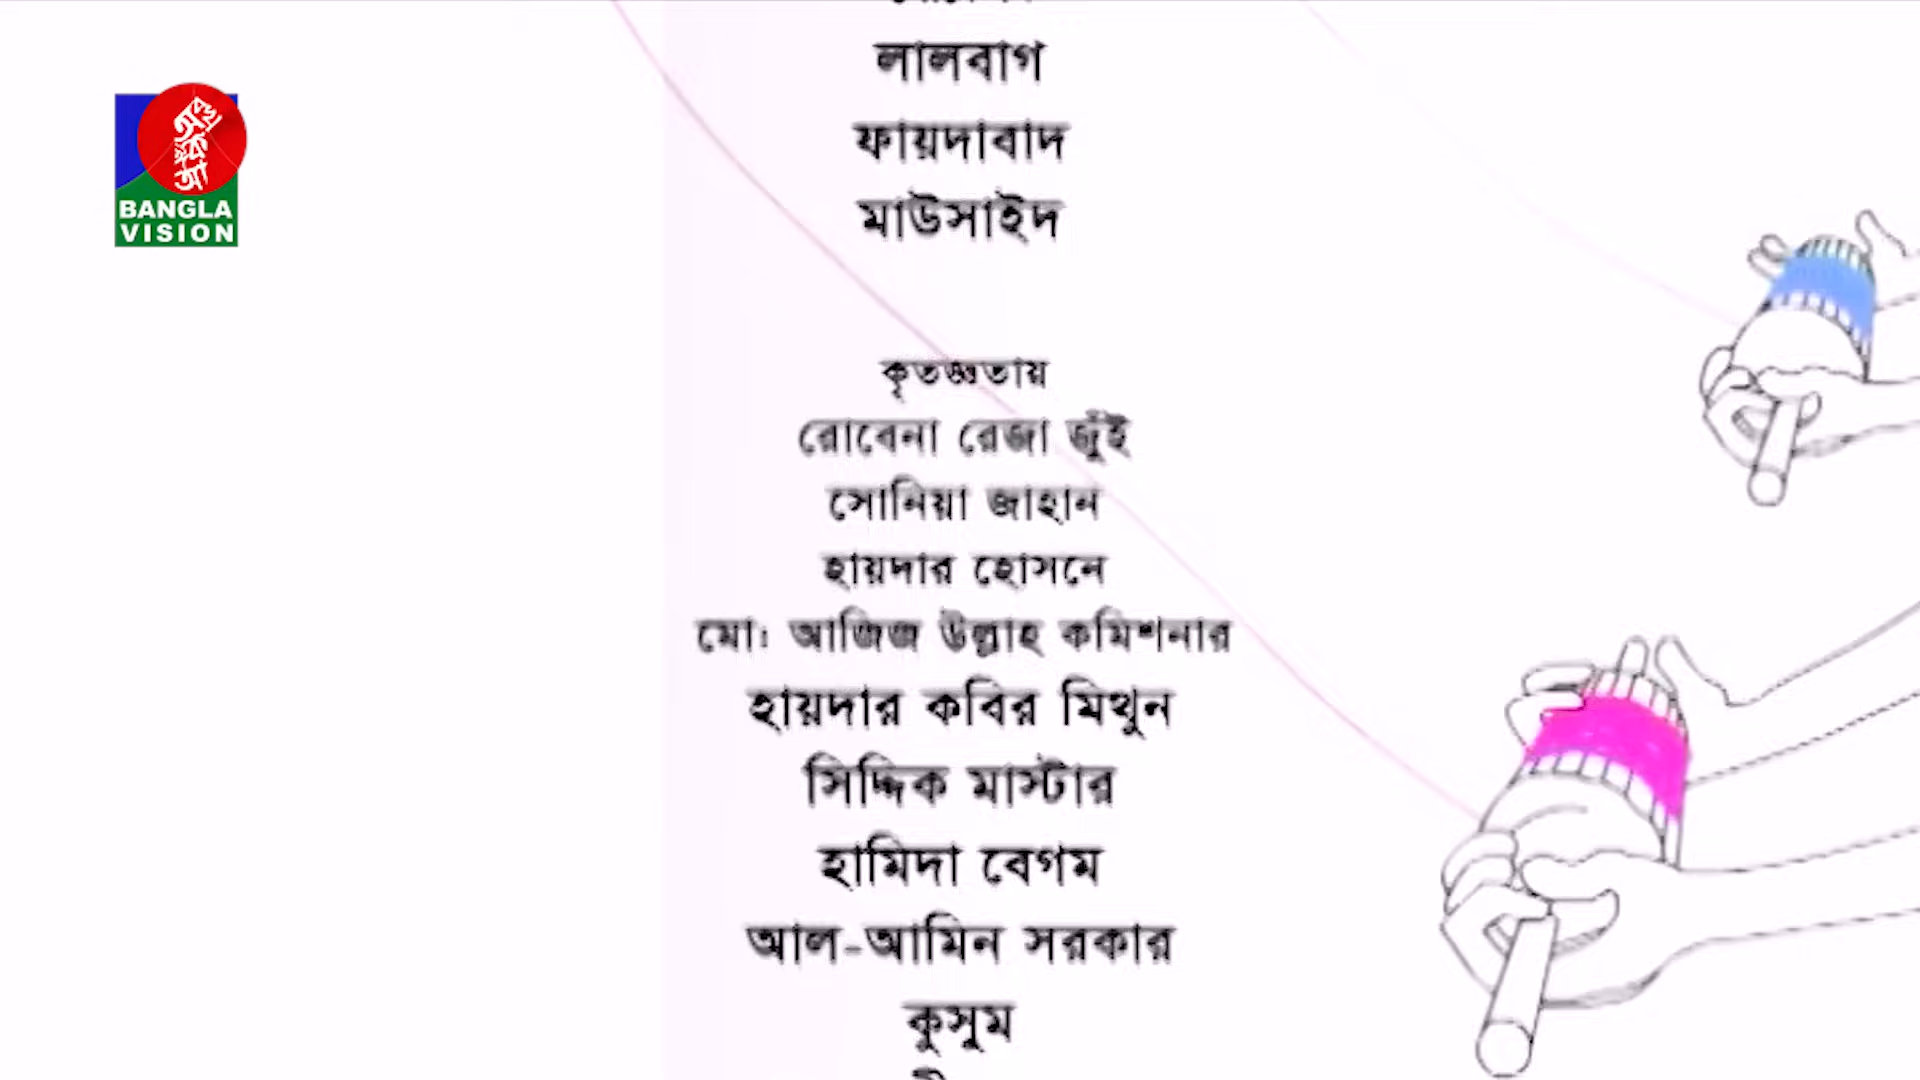 লালবাগ
ফায়দাবাদ
মাউসাইদ
কৃতজ্ঞতায়
রোবেনা রেজা জুঁই
সোনিয়া জাহান
হায়দার হোসনে
মো: আজিজ উল্লাহ কমিশনার
হায়দার কবির মিথুন
সিদ্দিক মাস্টার
হামিদা বেগম
আল-আমিন সরকার
কুসুম
BANGLA
VISION